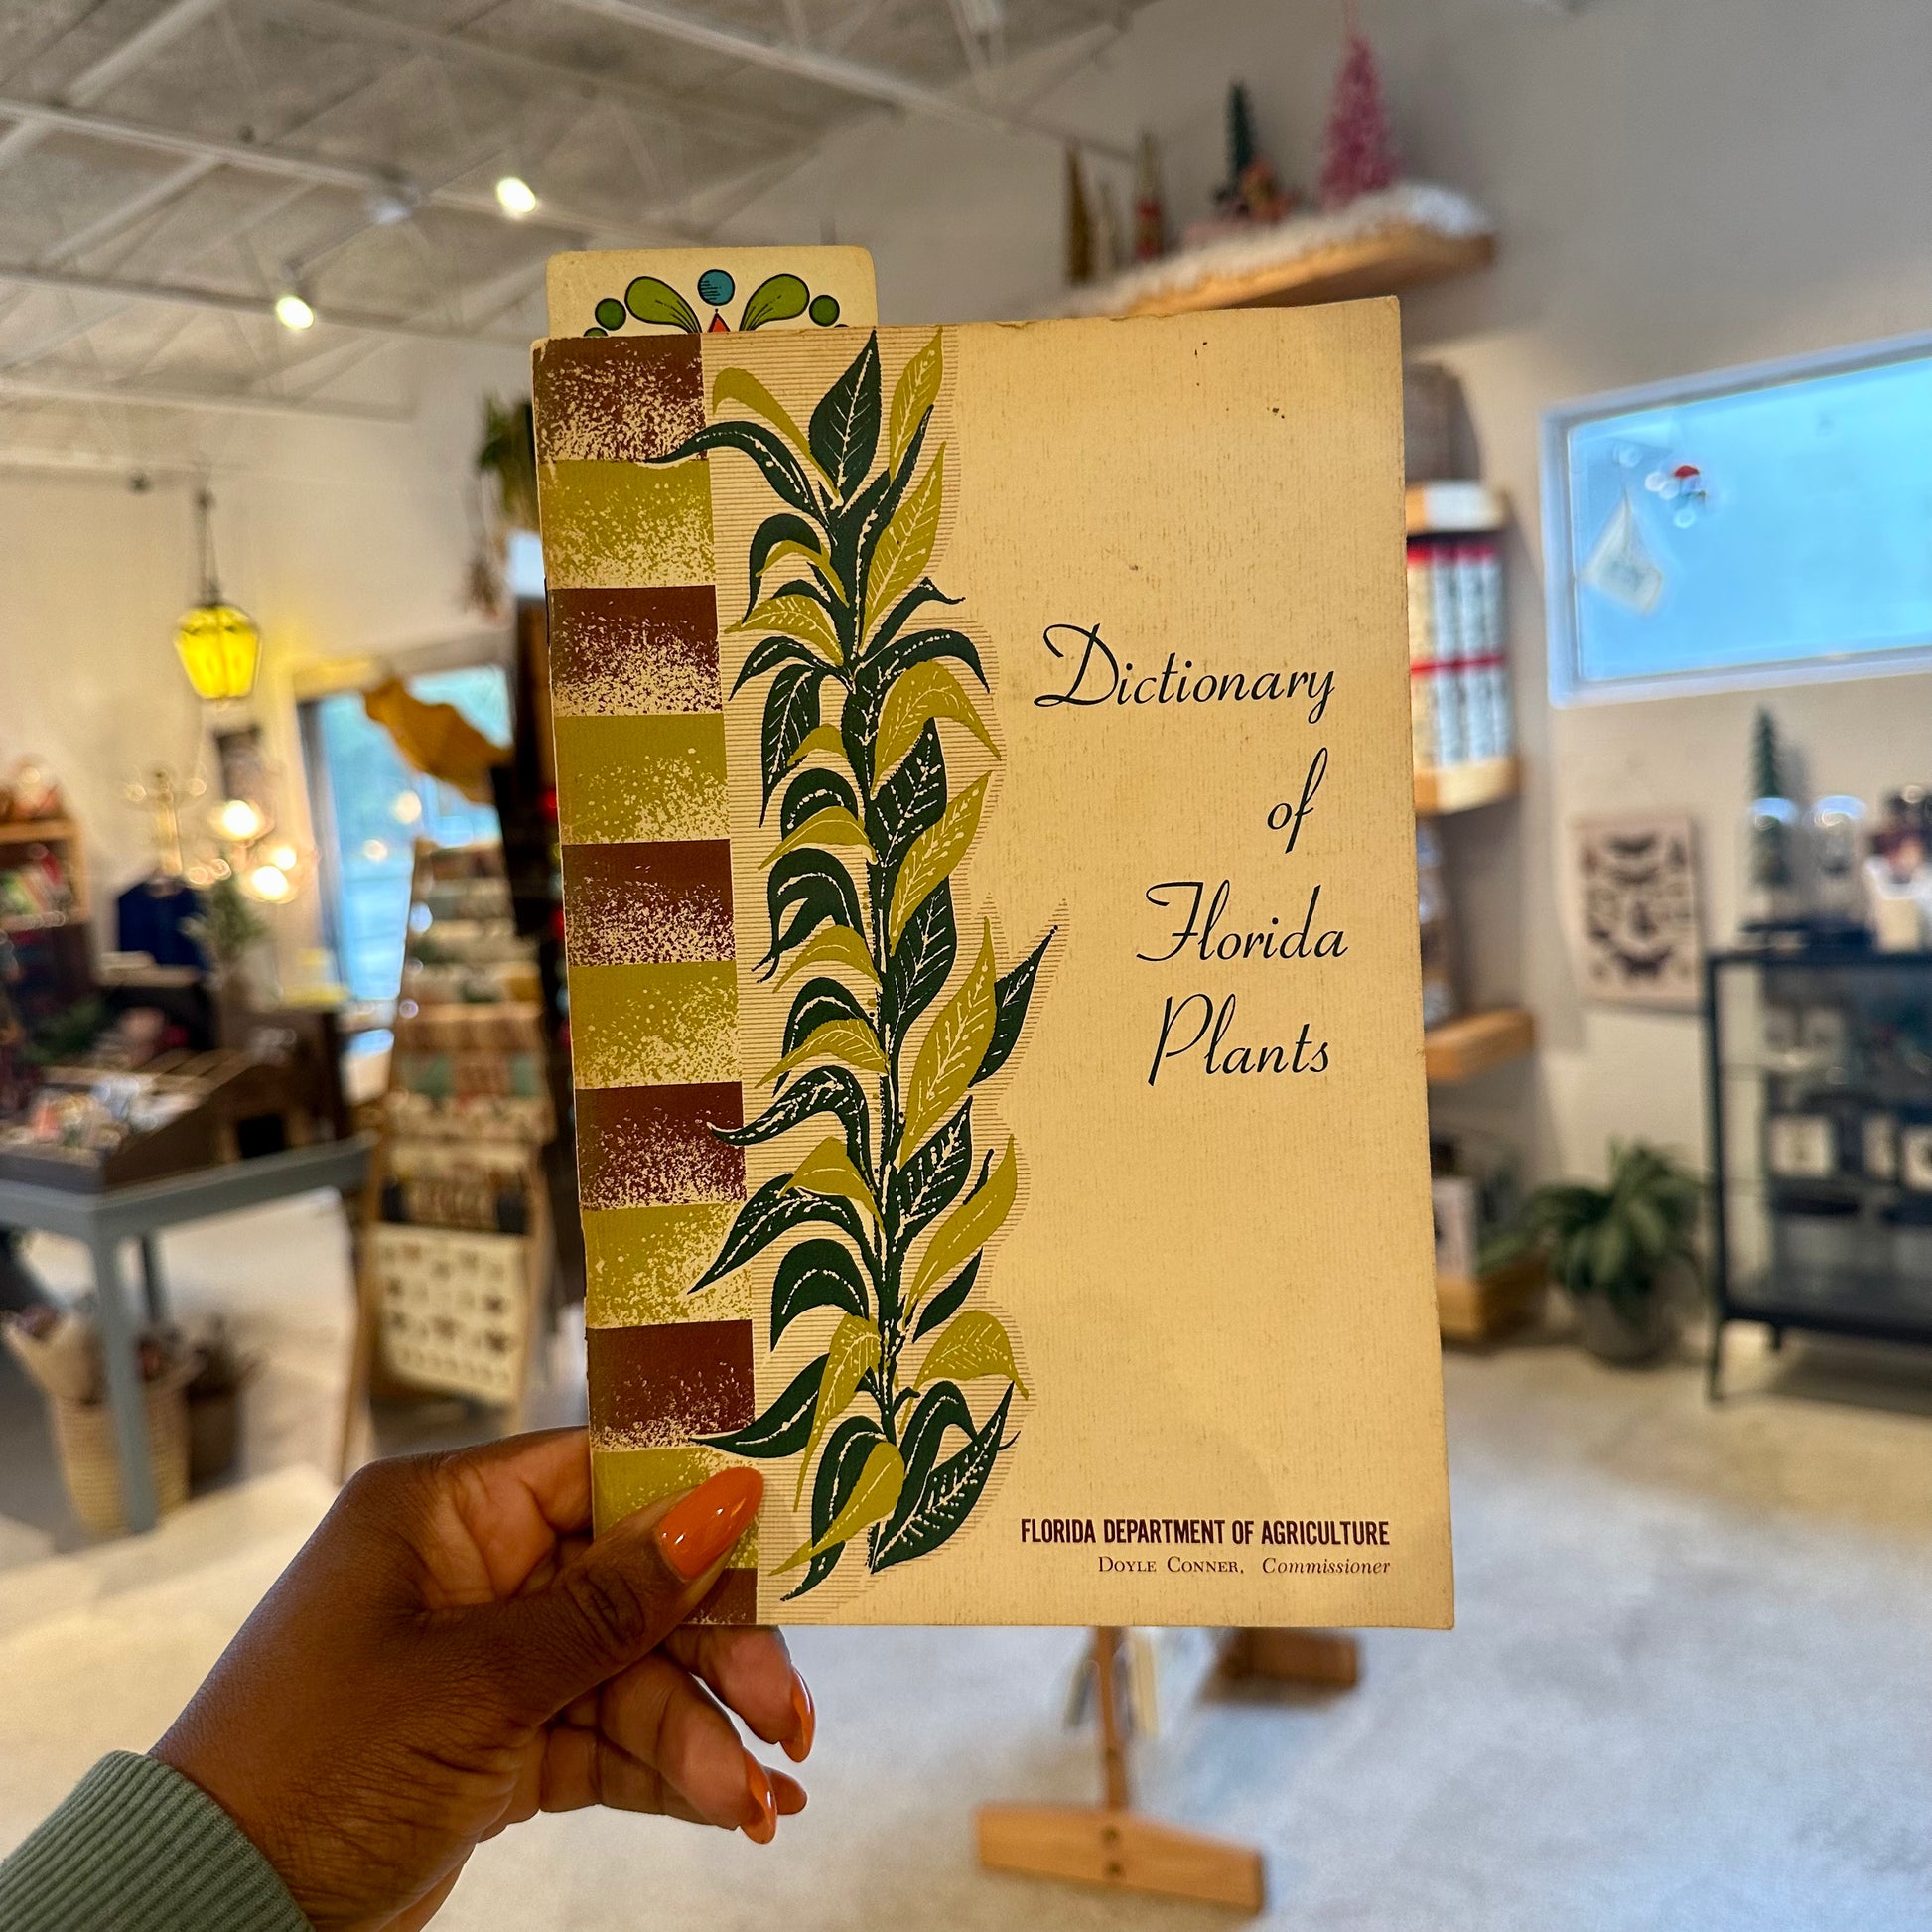 Dictionary
of
Florida
Plants
FLORIDA DEPARTMENT OF AGRICULTURE
DOYLE CONNER, Commissioner